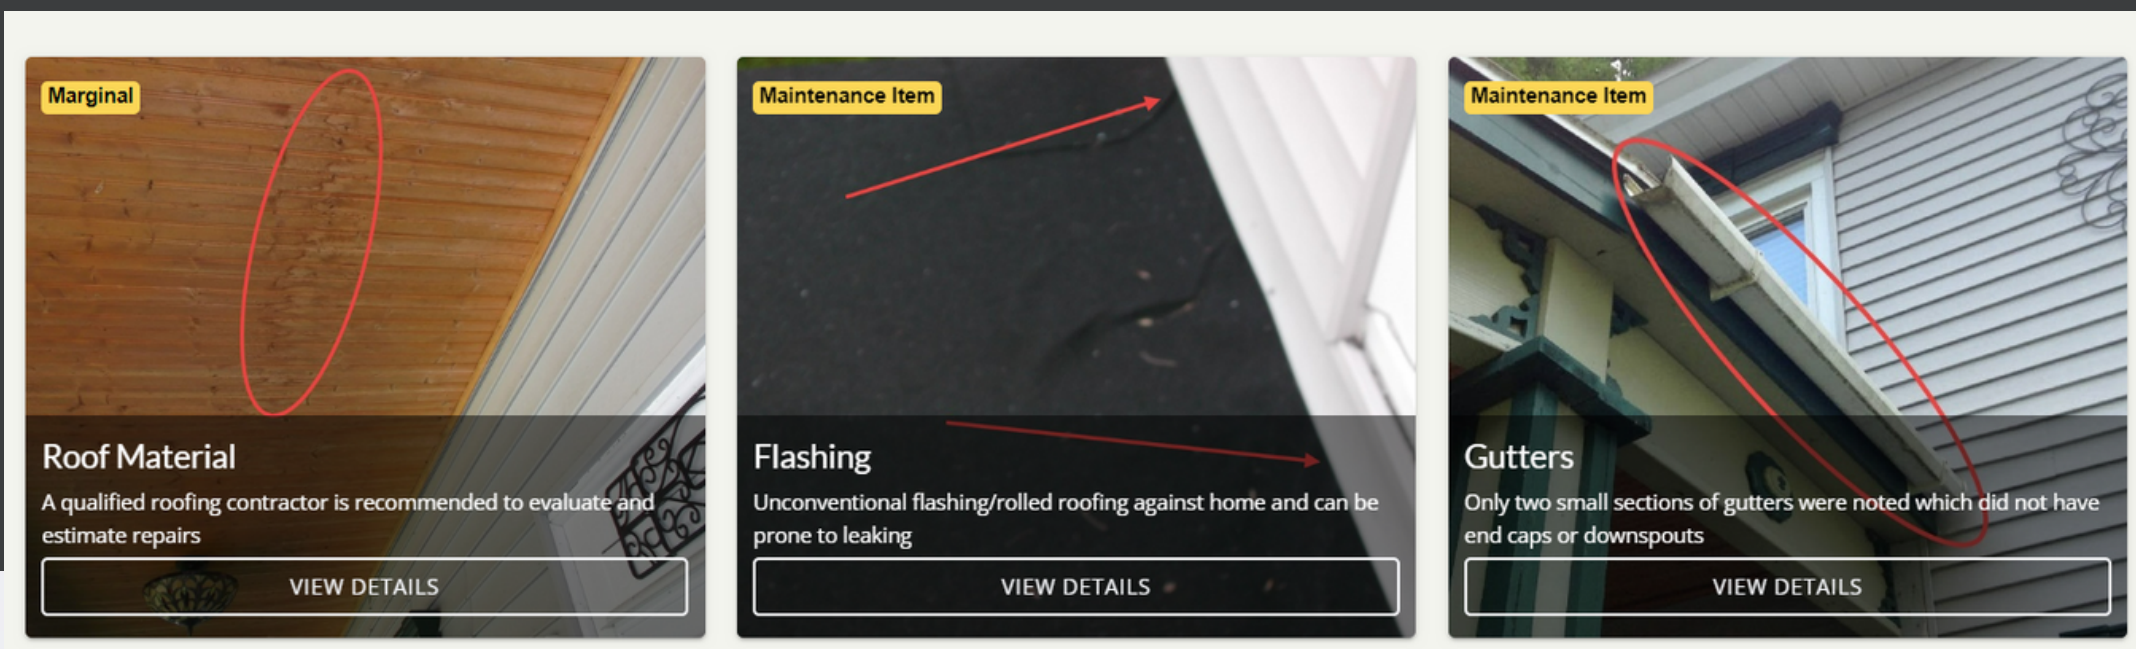 Marginal
Roof Material
A qualified roofing contractor is recommended to evaluate and
estimate repairs
VIEW DETAILS
Maintenance Item
Flashing
Unconventional flashing/rolled roofing against home and can be
prone to leaking
VIEW DETAILS
Maintenance Item
Gutters
Only two small sections of gutters were noted which did not have
end caps or downspouts
VIEW DETAILS